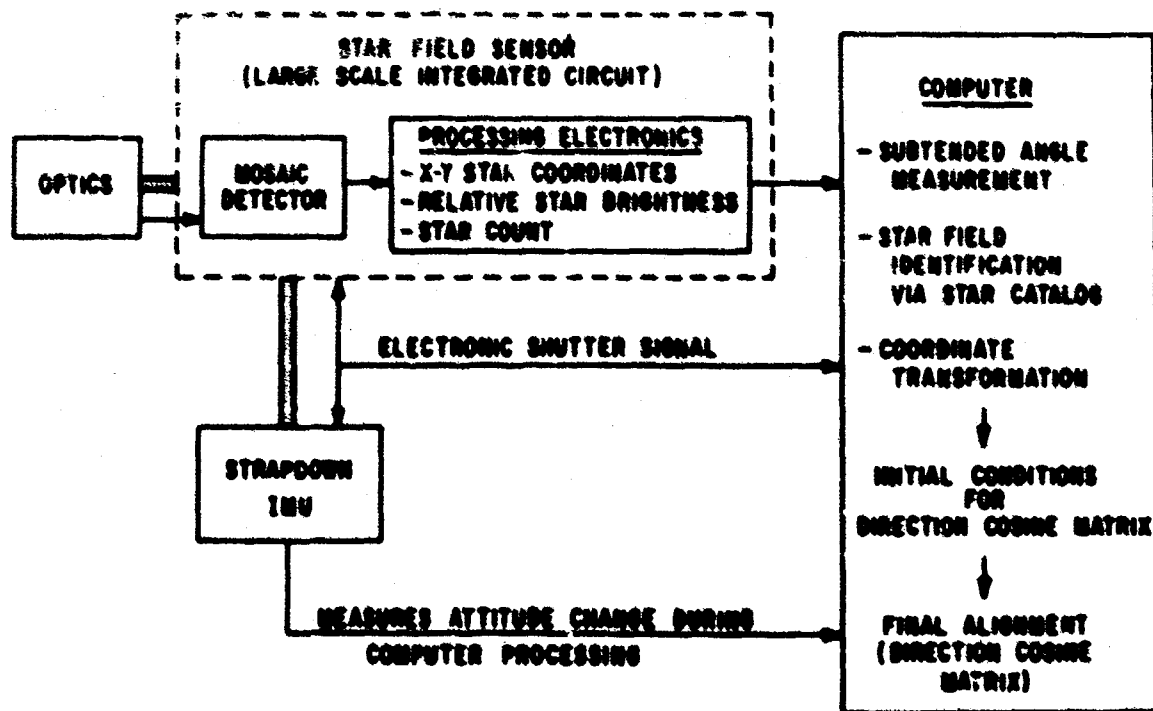 STAR FIELD SENSOR
(LARGE SCALE INTEGRATED CIRCUIT)
OPTICS
MOSAIC
DETECTOR
PROCESSING ELECTRONICS
- X-Y STAR COORDINATES
- RELATIVE STAR BRIGHTNESS
- STAR COUNT
ELECTRONIC SHUTTER SIGNAL
STRAPDOWN
IMU
MEASURES ATTITUDE CHANGE DURING
COMPUTER PROCESSING
COMPUTER
- SUBTENDED ANGLE
MEASUREMENT
- STAR FIELD
IDENTIFICATION
VIA STAR CATALOG
- COORDINATE
TRANSFORMATION
INITIAL CONDITIONS
FOR
DIRECTION COSINE MATRIX
FINAL ALIGNMENT
(DIRECTION COSINE
MATRIX)